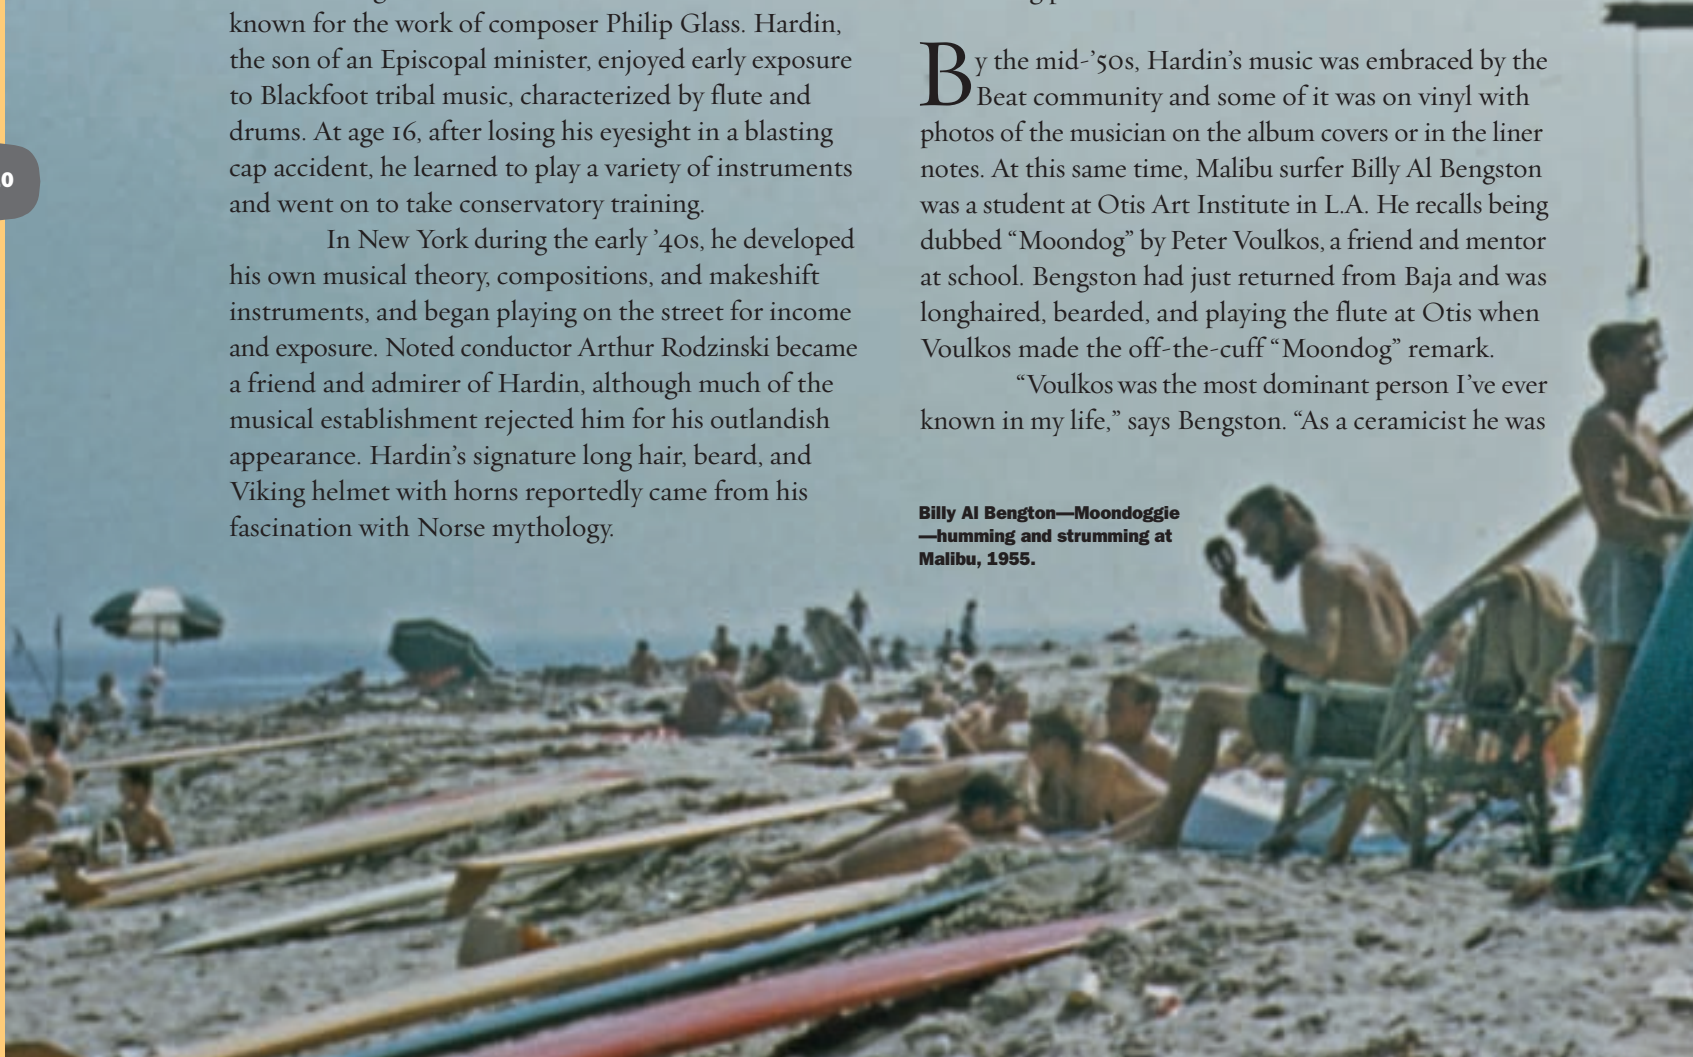 known for the work of composer Philip Glass. Hardin,
the son of an Episcopal minister, enjoyed early exposure
to Blackfoot tribal music, characterized by flute and
drums. At age 16, after losing his eyesight in a blasting
cap accident, he learned to play a variety of instruments
and went on to take conservatory training.
In New York during the early ’40s, he developed
his own musical theory, compositions, and makeshift
instruments, and began playing on the street for income
and exposure. Noted conductor Arthur Rodzinski became
a friend and admirer of Hardin, although much of the
musical establishment rejected him for his outlandish
appearance. Hardin’s signature long hair, beard, and
Viking helmet with horns reportedly came from his
fascination with Norse mythology.
By the mid-’50s, Hardin’s music was embraced by the
Beat community and some of it was on vinyl with
photos of the musician on the album covers or in the liner
notes. At this same time, Malibu surfer Billy Al Bengston
was a student at Otis Art Institute in L.A. He recalls being
dubbed “Moondog” by Peter Voulkos, a friend and mentor
at school. Bengston had just returned from Baja and was
longhaired, bearded, and playing the flute at Otis when
Voulkos made the off-the-cuff “Moondog” remark.
“Voulkos was the most dominant person I’ve ever
known in my life,” says Bengston. “As a ceramicist he was
Billy Al Bengton—Moondoggie
—humming and strumming at
Malibu, 1955.